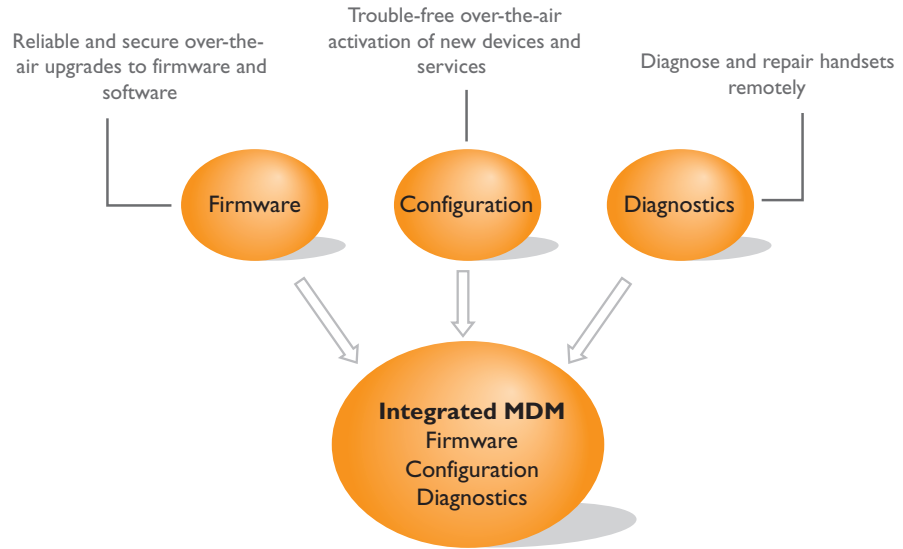 Reliable and secure over-the-
air upgrades to firmware and
software
Trouble-free over-the-air
activation of new devices and
services
Diagnose and repair handsets
remotely
Firmware
Configuration
Diagnostics
Integrated MDM
Firmware
Configuration
Diagnostics